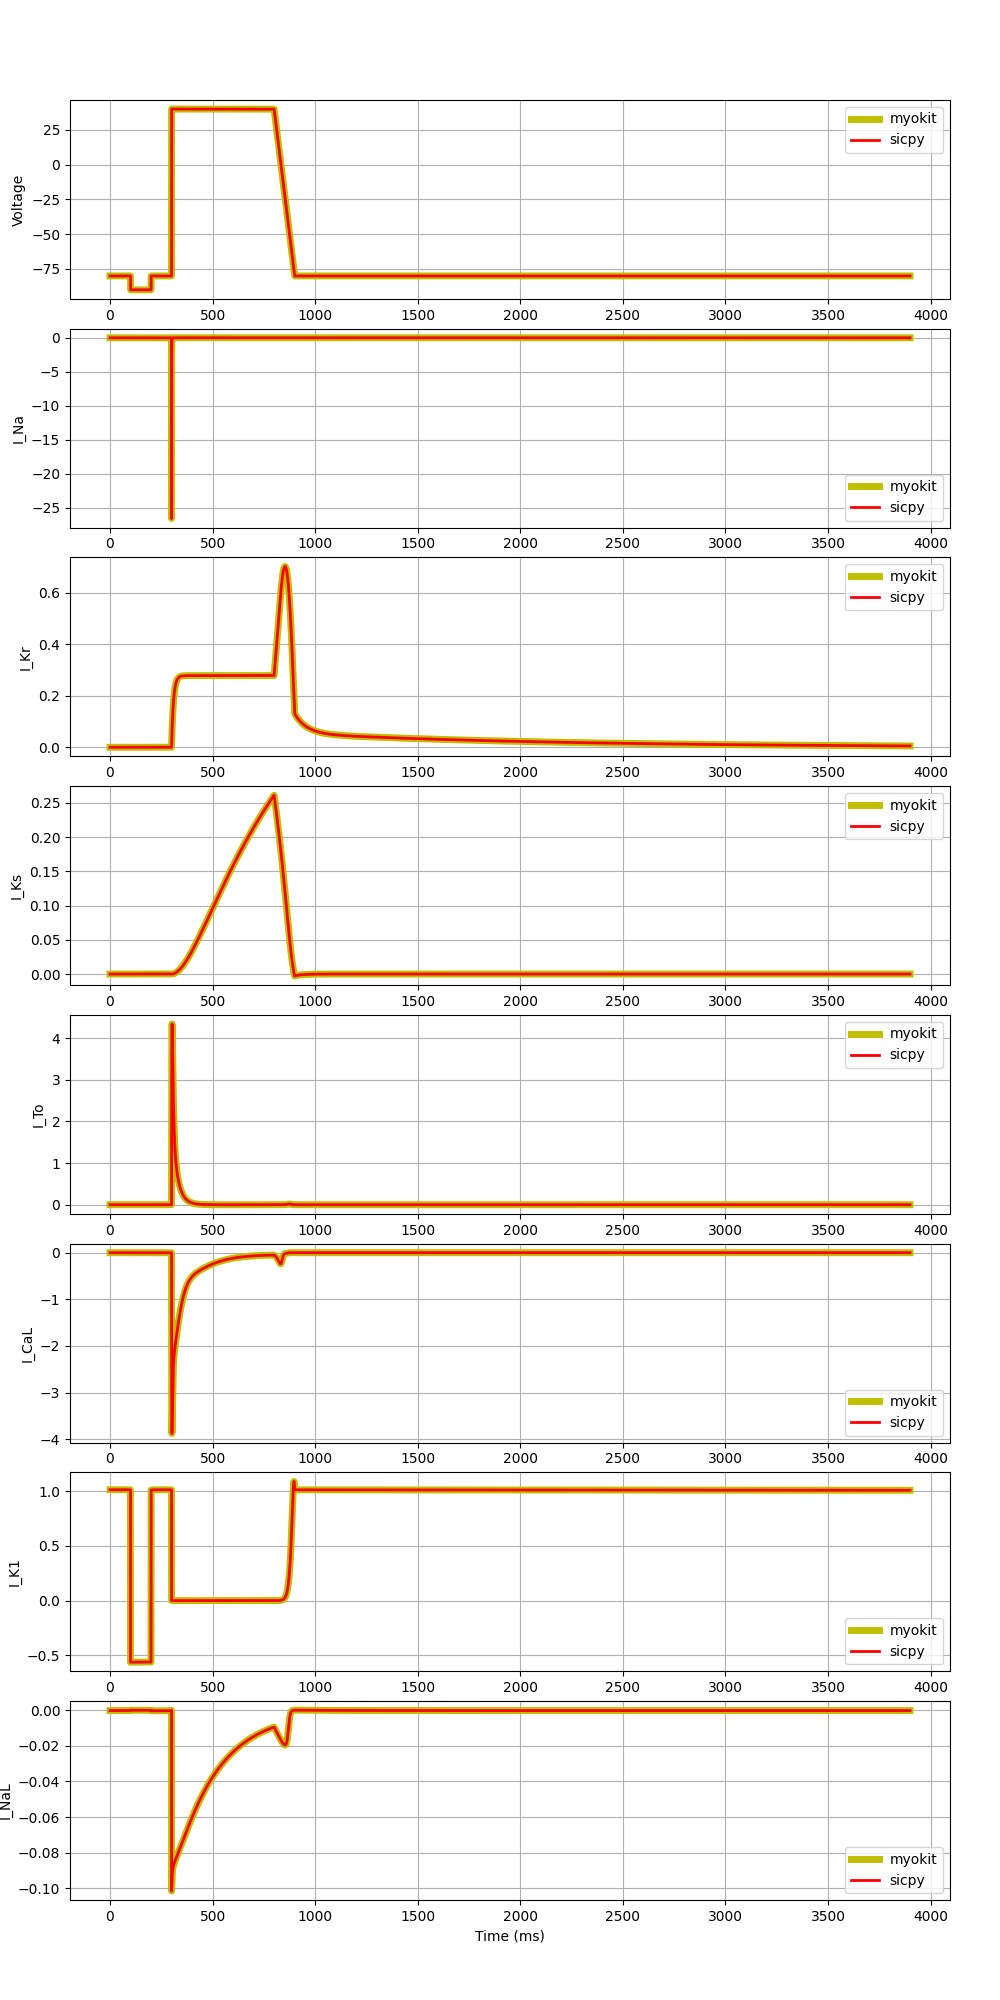 myokit
sicpy
25
0
−25
−50
−75
Voltage
0 500 1000 1500 2000 2500 3000 3500 4000
0
−5
−10
−15
−20
−25
I_Na
myokit
sicpy
0 500 1000 1500 2000 2500 3000 3500 4000
myokit
sicpy
0.6
0.4
0.2
0.0
I_Kr
0 500 1000 1500 2000 2500 3000 3500 4000
myokit
sicpy
0.25
0.20
0.15
0.10
0.05
0.00
I_Ks
0 500 1000 1500 2000 2500 3000 3500 4000
myokit
sicpy
4
3
2
1
0
I_To
0 500 1000 1500 2000 2500 3000 3500 4000
0
−1
−2
−3
−4
I_CaL
myokit
sicpy
0 500 1000 1500 2000 2500 3000 3500 4000
1.0
0.5
0.0
−0.5
I_K1
myokit
sicpy
0 500 1000 1500 2000 2500 3000 3500 4000
0.00
−0.02
−0.04
−0.06
−0.08
−0.10
I_NaL
myokit
sicpy
0 500 1000 1500 2000 2500 3000 3500 4000
Time (ms)